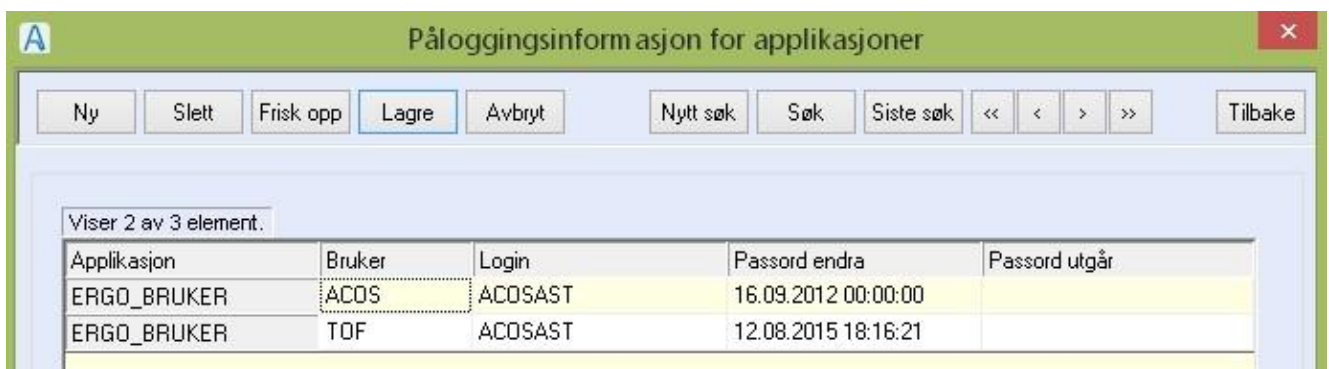 Påloggingsinformasjon for applikasjoner
Ny Slett Frisk opp Lagre Avbryt Nytt søk Søk Siste søk << < > >> Tilbake
Viser 2 av 3 element.
Applikasjon Bruker Login Passord endra Passord utgår
ERGO_BRUKER ACOS ACOSAST 16.09.2012 00:00:00
ERGO_BRUKER TOF ACOSAST 12.08.2015 18:16:21